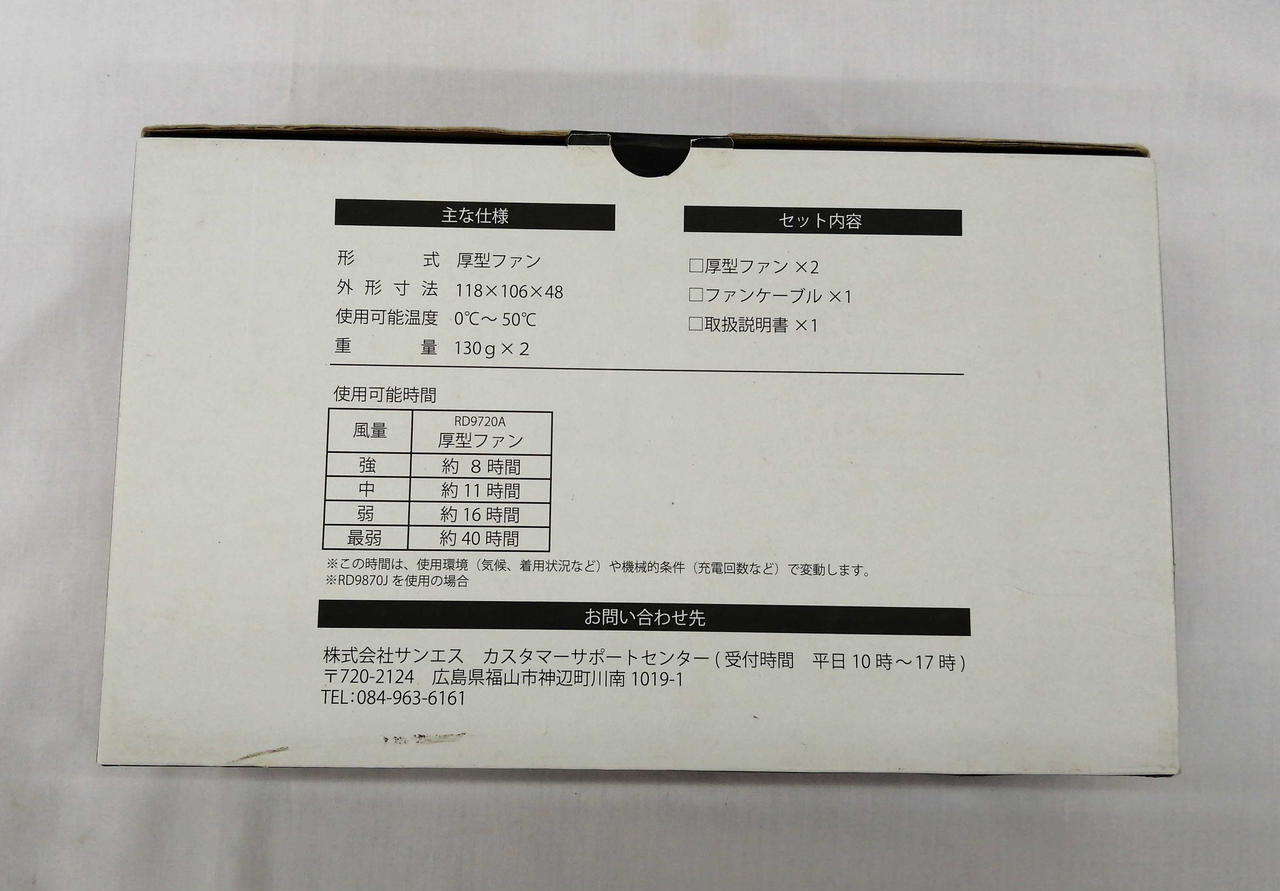 主な仕様
形 式 厚型ファン
外形寸法 118×106×48
使用可能温度 0℃～50℃
重 量 130g×2
セット内容
□厚型ファン×2
□ファンケーブル×1
□取扱説明書×1
使用可能時間
風量 RD9720A 厚型ファン
強 約 8 時間
中 約 11 時間
弱 約 16 時間
最弱 約 40 時間
※この時間は、使用環境（気候、着用状況など）や機械的条件（充電回数など）で変動します。
※RD9870J を使用の場合
お問い合わせ先
株式会社サンエス カスタマーサポートセンター(受付時間 平日10時～17時)
〒720-2124 広島県福山市神辺町川南1019-1
TEL：084-963-6161